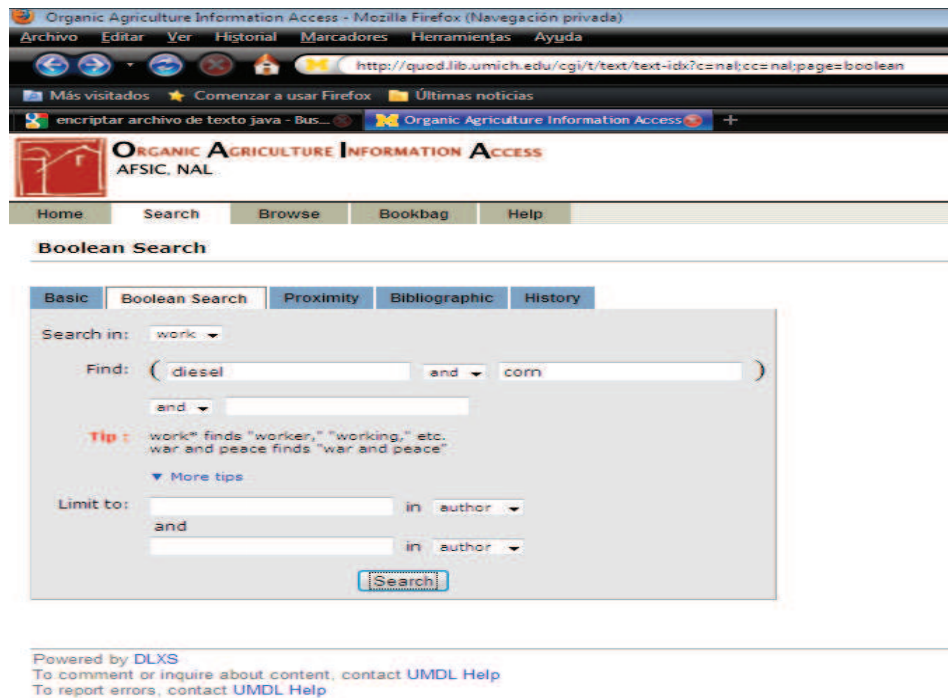 Organic Agriculture Information Access - Mozilla Firefox (Navegación privada)
Archivo Editar Ver Historial Marcadores Herramientas Ayuda
http://quod.lib.umich.edu/cgi/t/text/text-idx?c=nal;cc=nal;page=boolean
Más visitados Comenzar a usar Firefox Últimas noticias
encriptar archivo de texto java - Bus... Organic Agriculture Information Access +
ORGANIC AGRICULTURE INFORMATION ACCESS
AFSIC, NAL
Home Search Browse Bookbag Help
Boolean Search
Basic Boolean Search Proximity Bibliographic History
Search in: work
Find: ( diesel and corn )
and
Tip : work* finds "worker," "working," etc.
war and peace finds "war and peace"
▼ More tips
Limit to: in author
and
in author
Search
Powered by DLXS
To comment or inquire about content, contact UMDL Help
To report errors, contact UMDL Help